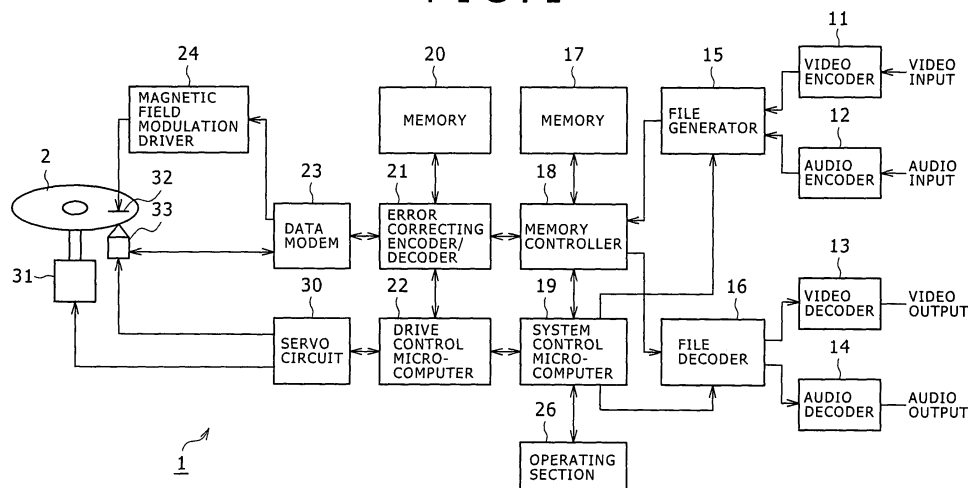 FIG.1
24
MAGNETIC
FIELD
MODULATION
DRIVER
20
MEMORY
17
MEMORY
15
FILE
GENERATOR
11
VIDEO
ENCODER
VIDEO
INPUT
12
AUDIO
ENCODER
AUDIO
INPUT
2
32
33
31
23
DATA
MODEM
21
ERROR
CORRECTING
ENCODER/
DECODER
18
MEMORY
CONTROLLER
30
SERVO
CIRCUIT
22
DRIVE
CONTROL
MICRO-
COMPUTER
19
SYSTEM
CONTROL
MICRO-
COMPUTER
16
FILE
DECODER
13
VIDEO
DECODER
VIDEO
OUTPUT
14
AUDIO
DECODER
AUDIO
OUTPUT
26
OPERATING
SECTION
1